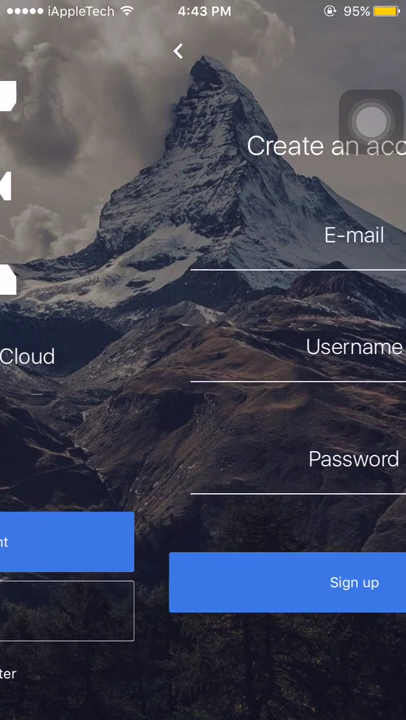 iAppleTech 4:43 PM 95%
Create an acc
E-mail
Username
Cloud
Password
nt
Sign up
ter